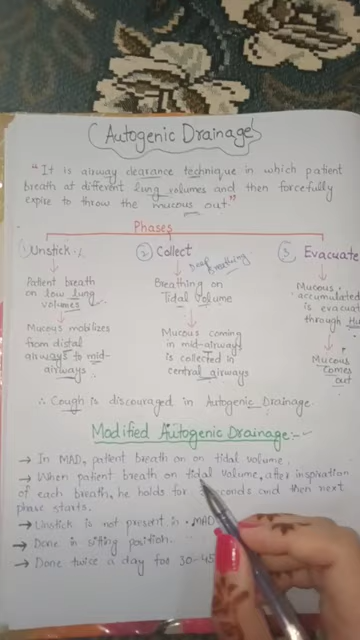 Autogenic Drainage
"It is airway clearance technique in which patient
breath at different lung volumes and then forcefully
expire to throw the mucous out."
Phases
① Unstick :-
Patient breath
on low lung
volumes
Mucous mobilizes
from distal
airways to mid-
airways.
② Collect
Deep Breathing
Breathing on
Tidal Volume
Mucous coming
in mid-airways
is collected in
central airways
③ Evacuate
Mucous
accumulated
is evacuate
through
Mucous
comes
out
∴ Cough is discouraged in Autogenic Drainage.
Modified Autogenic Drainage:-
→ In MAD, patient breath on on tidal volume.
→ When patient breath on tidal volume, after inspiration
of each breath, he holds for seconds and then next
phase starts.
→ Unstick is not present in MAD
→ Done in sitting position.
→ Done twice a day for 30-45